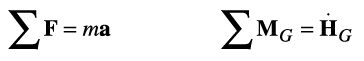 ∑F = ma ∑M_G = Ḣ_G